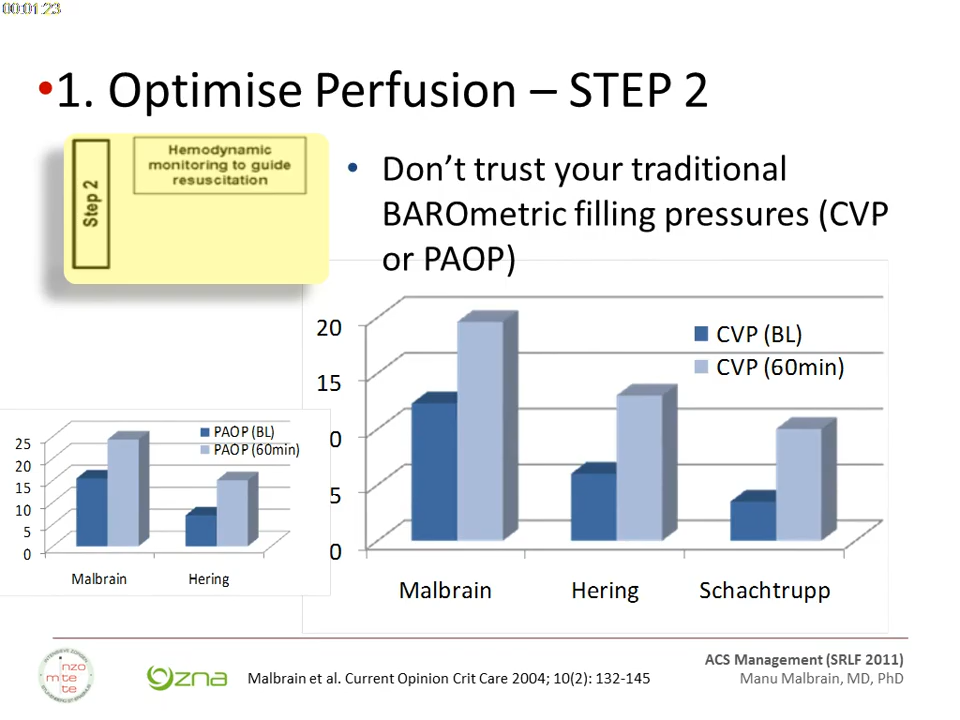 00:01:23
•1. Optimise Perfusion – STEP 2
Step 2
Hemodynamic
monitoring to guide
resuscitation
• Don’t trust your traditional
BAROmetric filling pressures (CVP
or PAOP)
20
15
0
5
0
CVP (BL)
CVP (60min)
Malbrain Hering Schachtrupp
25
20
15
10
5
0
PAOP (BL)
PAOP (60min)
Malbrain Hering
inzo
mite
te
zna
Malbrain et al. Current Opinion Crit Care 2004; 10(2): 132-145
ACS Management (SRLF 2011)
Manu Malbrain, MD, PhD